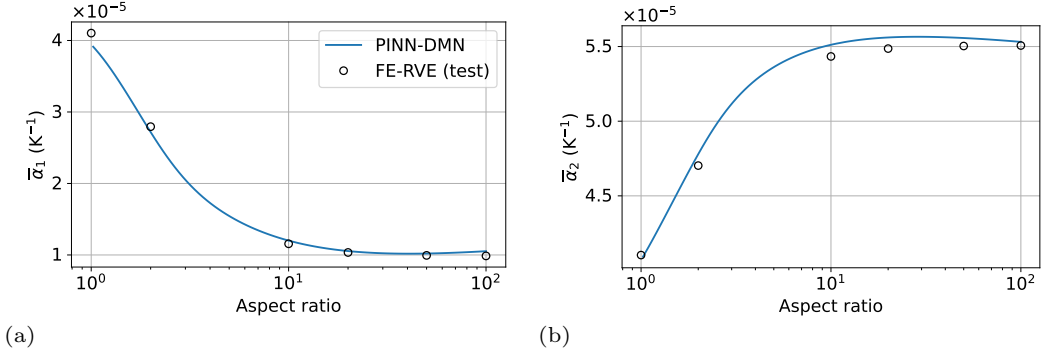 ×10⁻⁵
4
3
2
1
ᾱ₁ (K⁻¹)
PINN-DMN
FE-RVE (test)
10⁰
10¹
10²
Aspect ratio
(a)
×10⁻⁵
5.5
5.0
4.5
ᾱ₂ (K⁻¹)
10⁰
10¹
10²
Aspect ratio
(b)